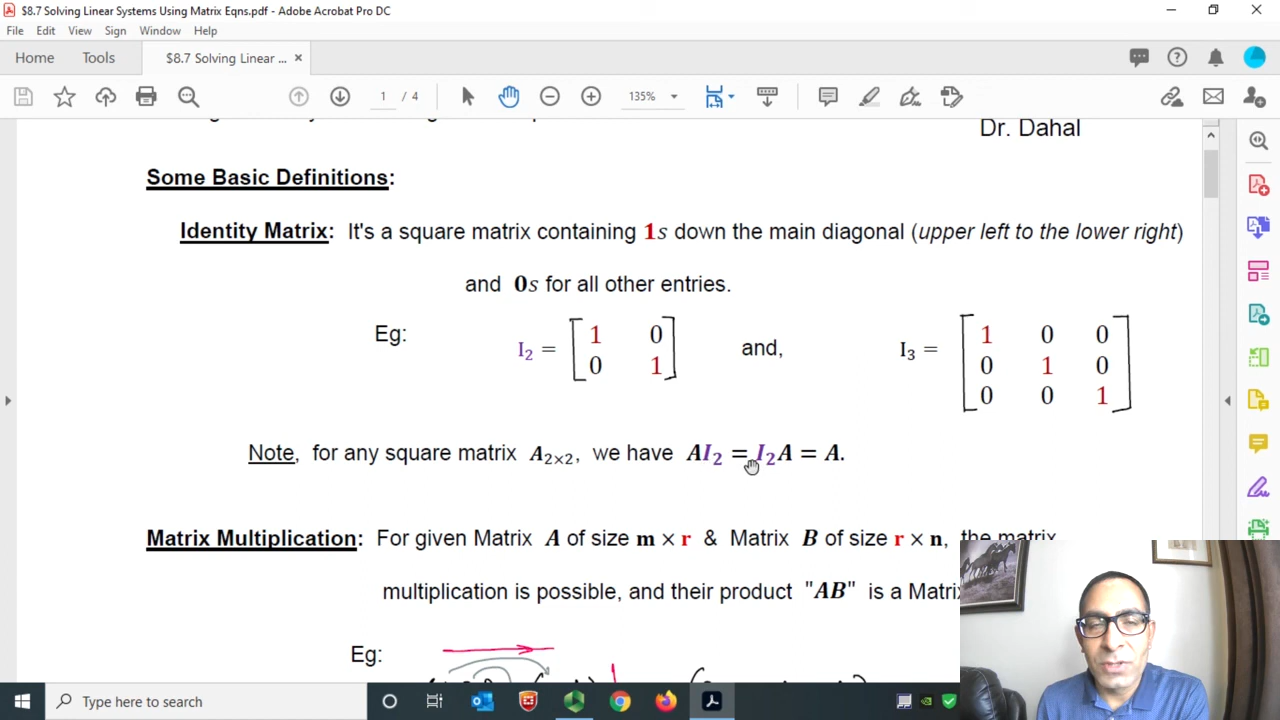 $8.7 Solving Linear Systems Using Matrix Eqns.pdf - Adobe Acrobat Pro DC
File Edit View Sign Window Help
Home Tools $8.7 Solving Linear ... ×
1 / 4 135%
Dr. Dahal
Some Basic Definitions:
Identity Matrix: It's a square matrix containing 1s down the main diagonal (upper left to the lower right)
and 0s for all other entries.
Eg: I₂ = [1 0; 0 1] and, I₃ = [1 0 0; 0 1 0; 0 0 1]
Note, for any square matrix A₂ₓ₂, we have AI₂ = I₂A = A.
Matrix Multiplication: For given Matrix A of size m × r & Matrix B of size r × n, the matrix
multiplication is possible, and their product "AB" is a Matri
Eg:
Type here to search